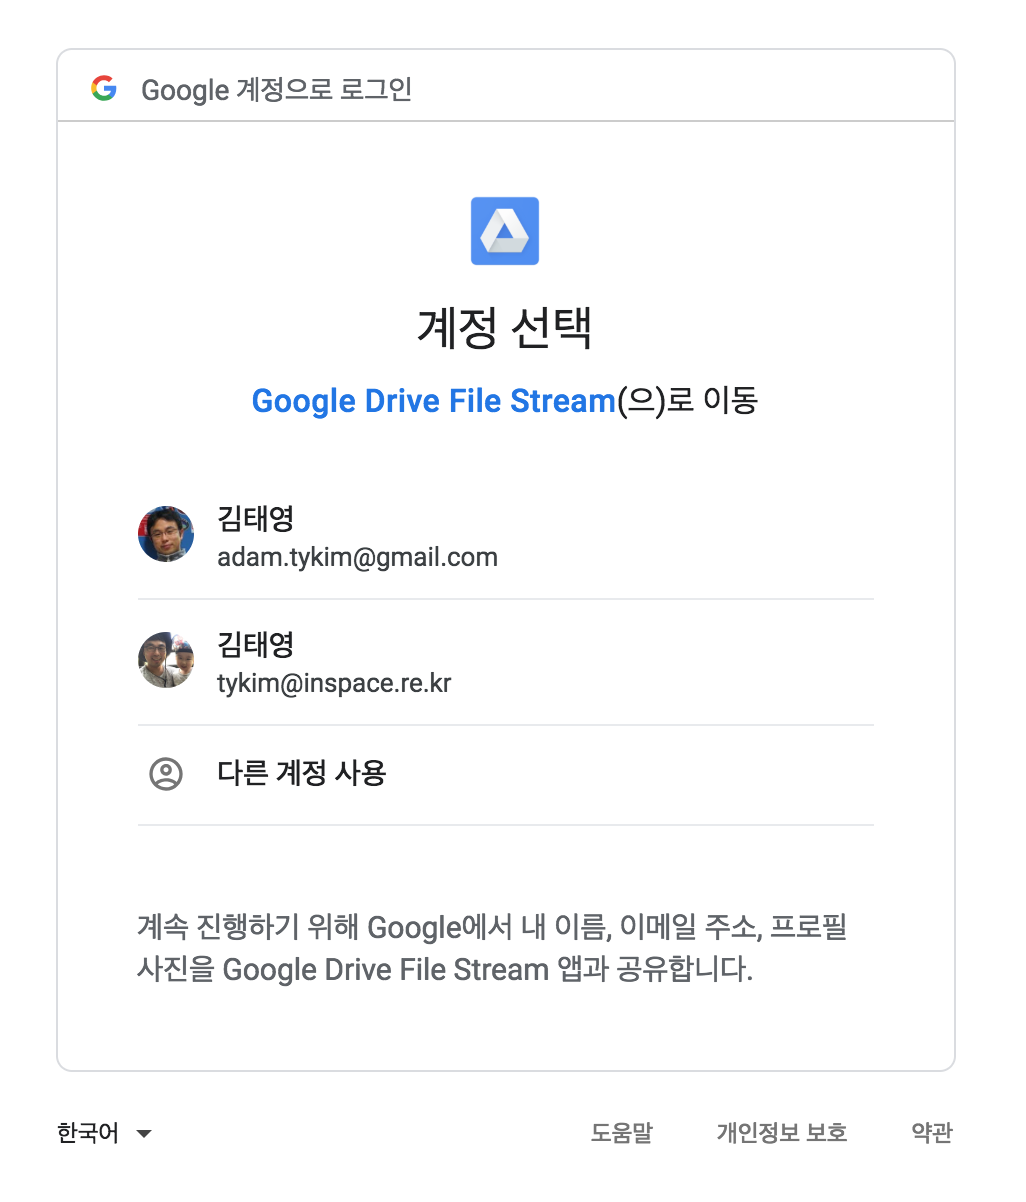 Google 계정으로 로그인
계정 선택
Google Drive File Stream(으)로 이동
김태영
adam.tykim@gmail.com
김태영
tykim@inspace.re.kr
다른 계정 사용
계속 진행하기 위해 Google에서 내 이름, 이메일 주소, 프로필
사진을 Google Drive File Stream 앱과 공유합니다.
한국어 도움말 개인정보 보호 약관